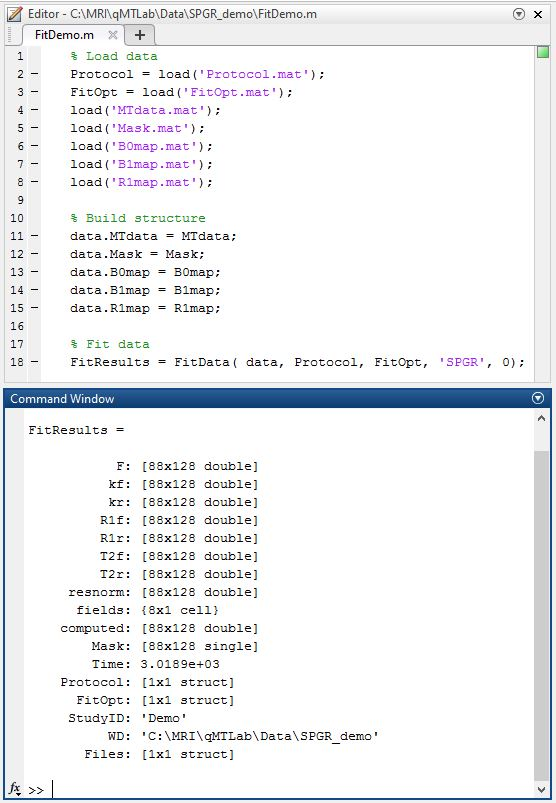 Editor - C:\MRI\qMTLab\Data\SPGR_demo\FitDemo.m
FitDemo.m
1 % Load data
2 - Protocol = load('Protocol.mat');
3 - FitOpt = load('FitOpt.mat');
4 - load('MTdata.mat');
5 - load('Mask.mat');
6 - load('B0map.mat');
7 - load('B1map.mat');
8 - load('R1map.mat');
9
10 % Build structure
11 - data.MTdata = MTdata;
12 - data.Mask = Mask;
13 - data.B0map = B0map;
14 - data.B1map = B1map;
15 - data.R1map = R1map;
16
17 % Fit data
18 - FitResults = FitData( data, Protocol, FitOpt, 'SPGR', 0);
Command Window
FitResults =
F: [88x128 double]
kf: [88x128 double]
kr: [88x128 double]
R1f: [88x128 double]
R1r: [88x128 double]
T2f: [88x128 double]
T2r: [88x128 double]
resnorm: [88x128 double]
fields: {8x1 cell}
computed: [88x128 double]
Mask: [88x128 single]
Time: 3.0189e+03
Protocol: [1x1 struct]
FitOpt: [1x1 struct]
StudyID: 'Demo'
WD: 'C:\MRI\qMTLab\Data\SPGR_demo'
Files: [1x1 struct]
fx >>